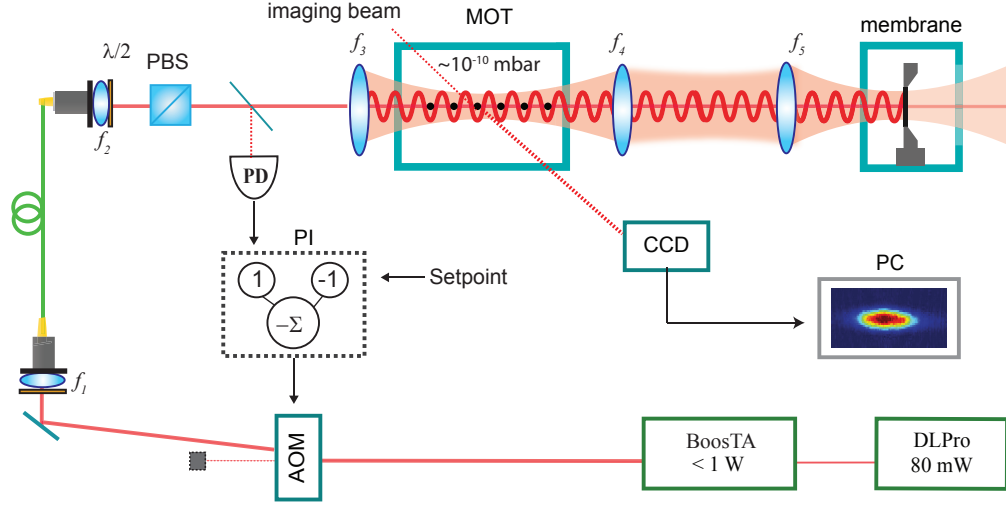 imaging beam
MOT
membrane
λ/2
PBS
f3
f4
f5
~10⁻¹⁰ mbar
f2
PD
PI
CCD
1
-1
Setpoint
PC
–Σ
f1
AOM
BoosTA
< 1 W
DLPro
80 mW